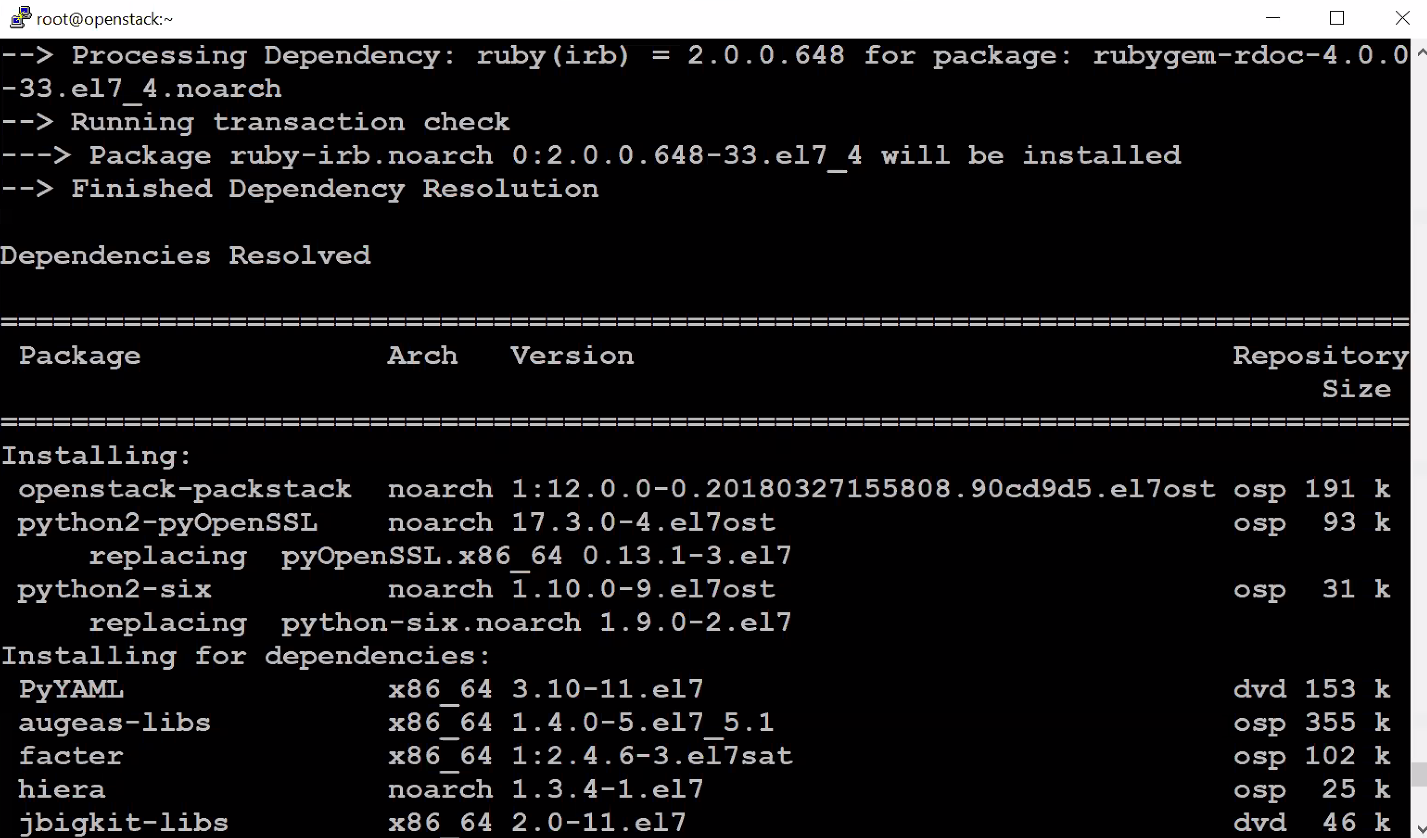 root@openstack:~
--> Processing Dependency: ruby(irb) = 2.0.0.648 for package: rubygem-rdoc-4.0.0
-33.el7_4.noarch
--> Running transaction check
---> Package ruby-irb.noarch 0:2.0.0.648-33.el7_4 will be installed
--> Finished Dependency Resolution
Dependencies Resolved
================================================================================
Package Arch Version Repository
Size
================================================================================
Installing:
openstack-packstack noarch 1:12.0.0-0.20180327155808.90cd9d5.el7ost osp 191 k
python2-pyOpenSSL noarch 17.3.0-4.el7ost osp 93 k
replacing pyOpenSSL.x86_64 0.13.1-3.el7
python2-six noarch 1.10.0-9.el7ost osp 31 k
replacing python-six.noarch 1.9.0-2.el7
Installing for dependencies:
PyYAML x86_64 3.10-11.el7 dvd 153 k
augeas-libs x86_64 1.4.0-5.el7_5.1 osp 355 k
facter x86_64 1:2.4.6-3.el7sat osp 102 k
hiera noarch 1.3.4-1.el7 osp 25 k
jbigkit-libs x86_64 2.0-11.el7 dvd 46 k